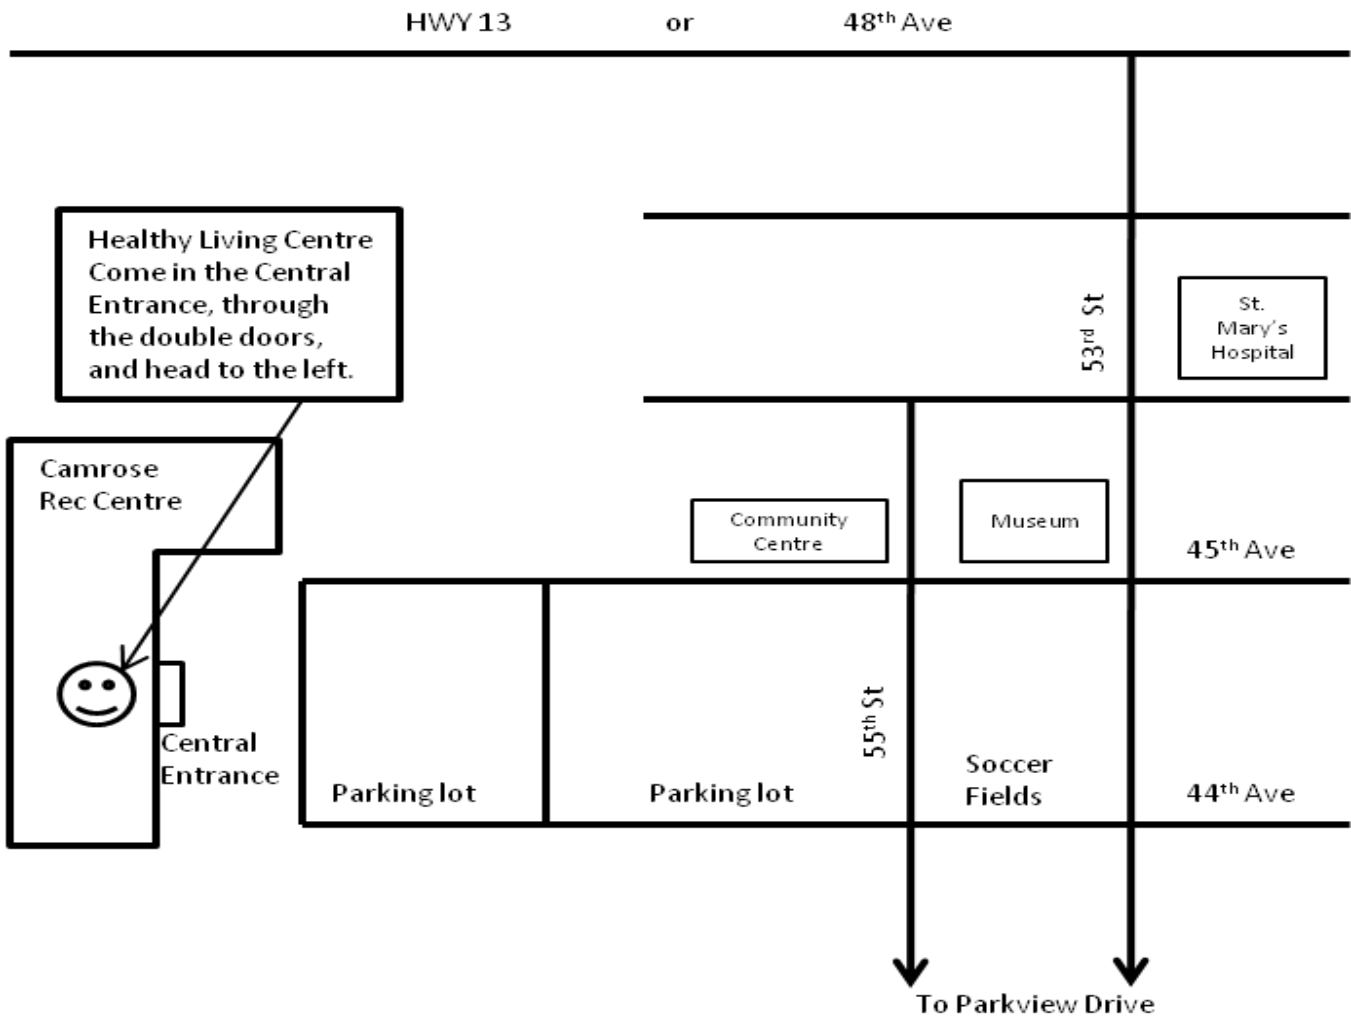 HWY 13 or 48th Ave
Healthy Living Centre
Come in the Central
Entrance, through
the double doors,
and head to the left.
53rd St
St.
Mary's
Hospital
Camrose
Rec Centre
Community
Centre
Museum
45th Ave
55th St
Central
Entrance
Parking lot
Parking lot
Soccer
Fields
44th Ave
To Parkview Drive